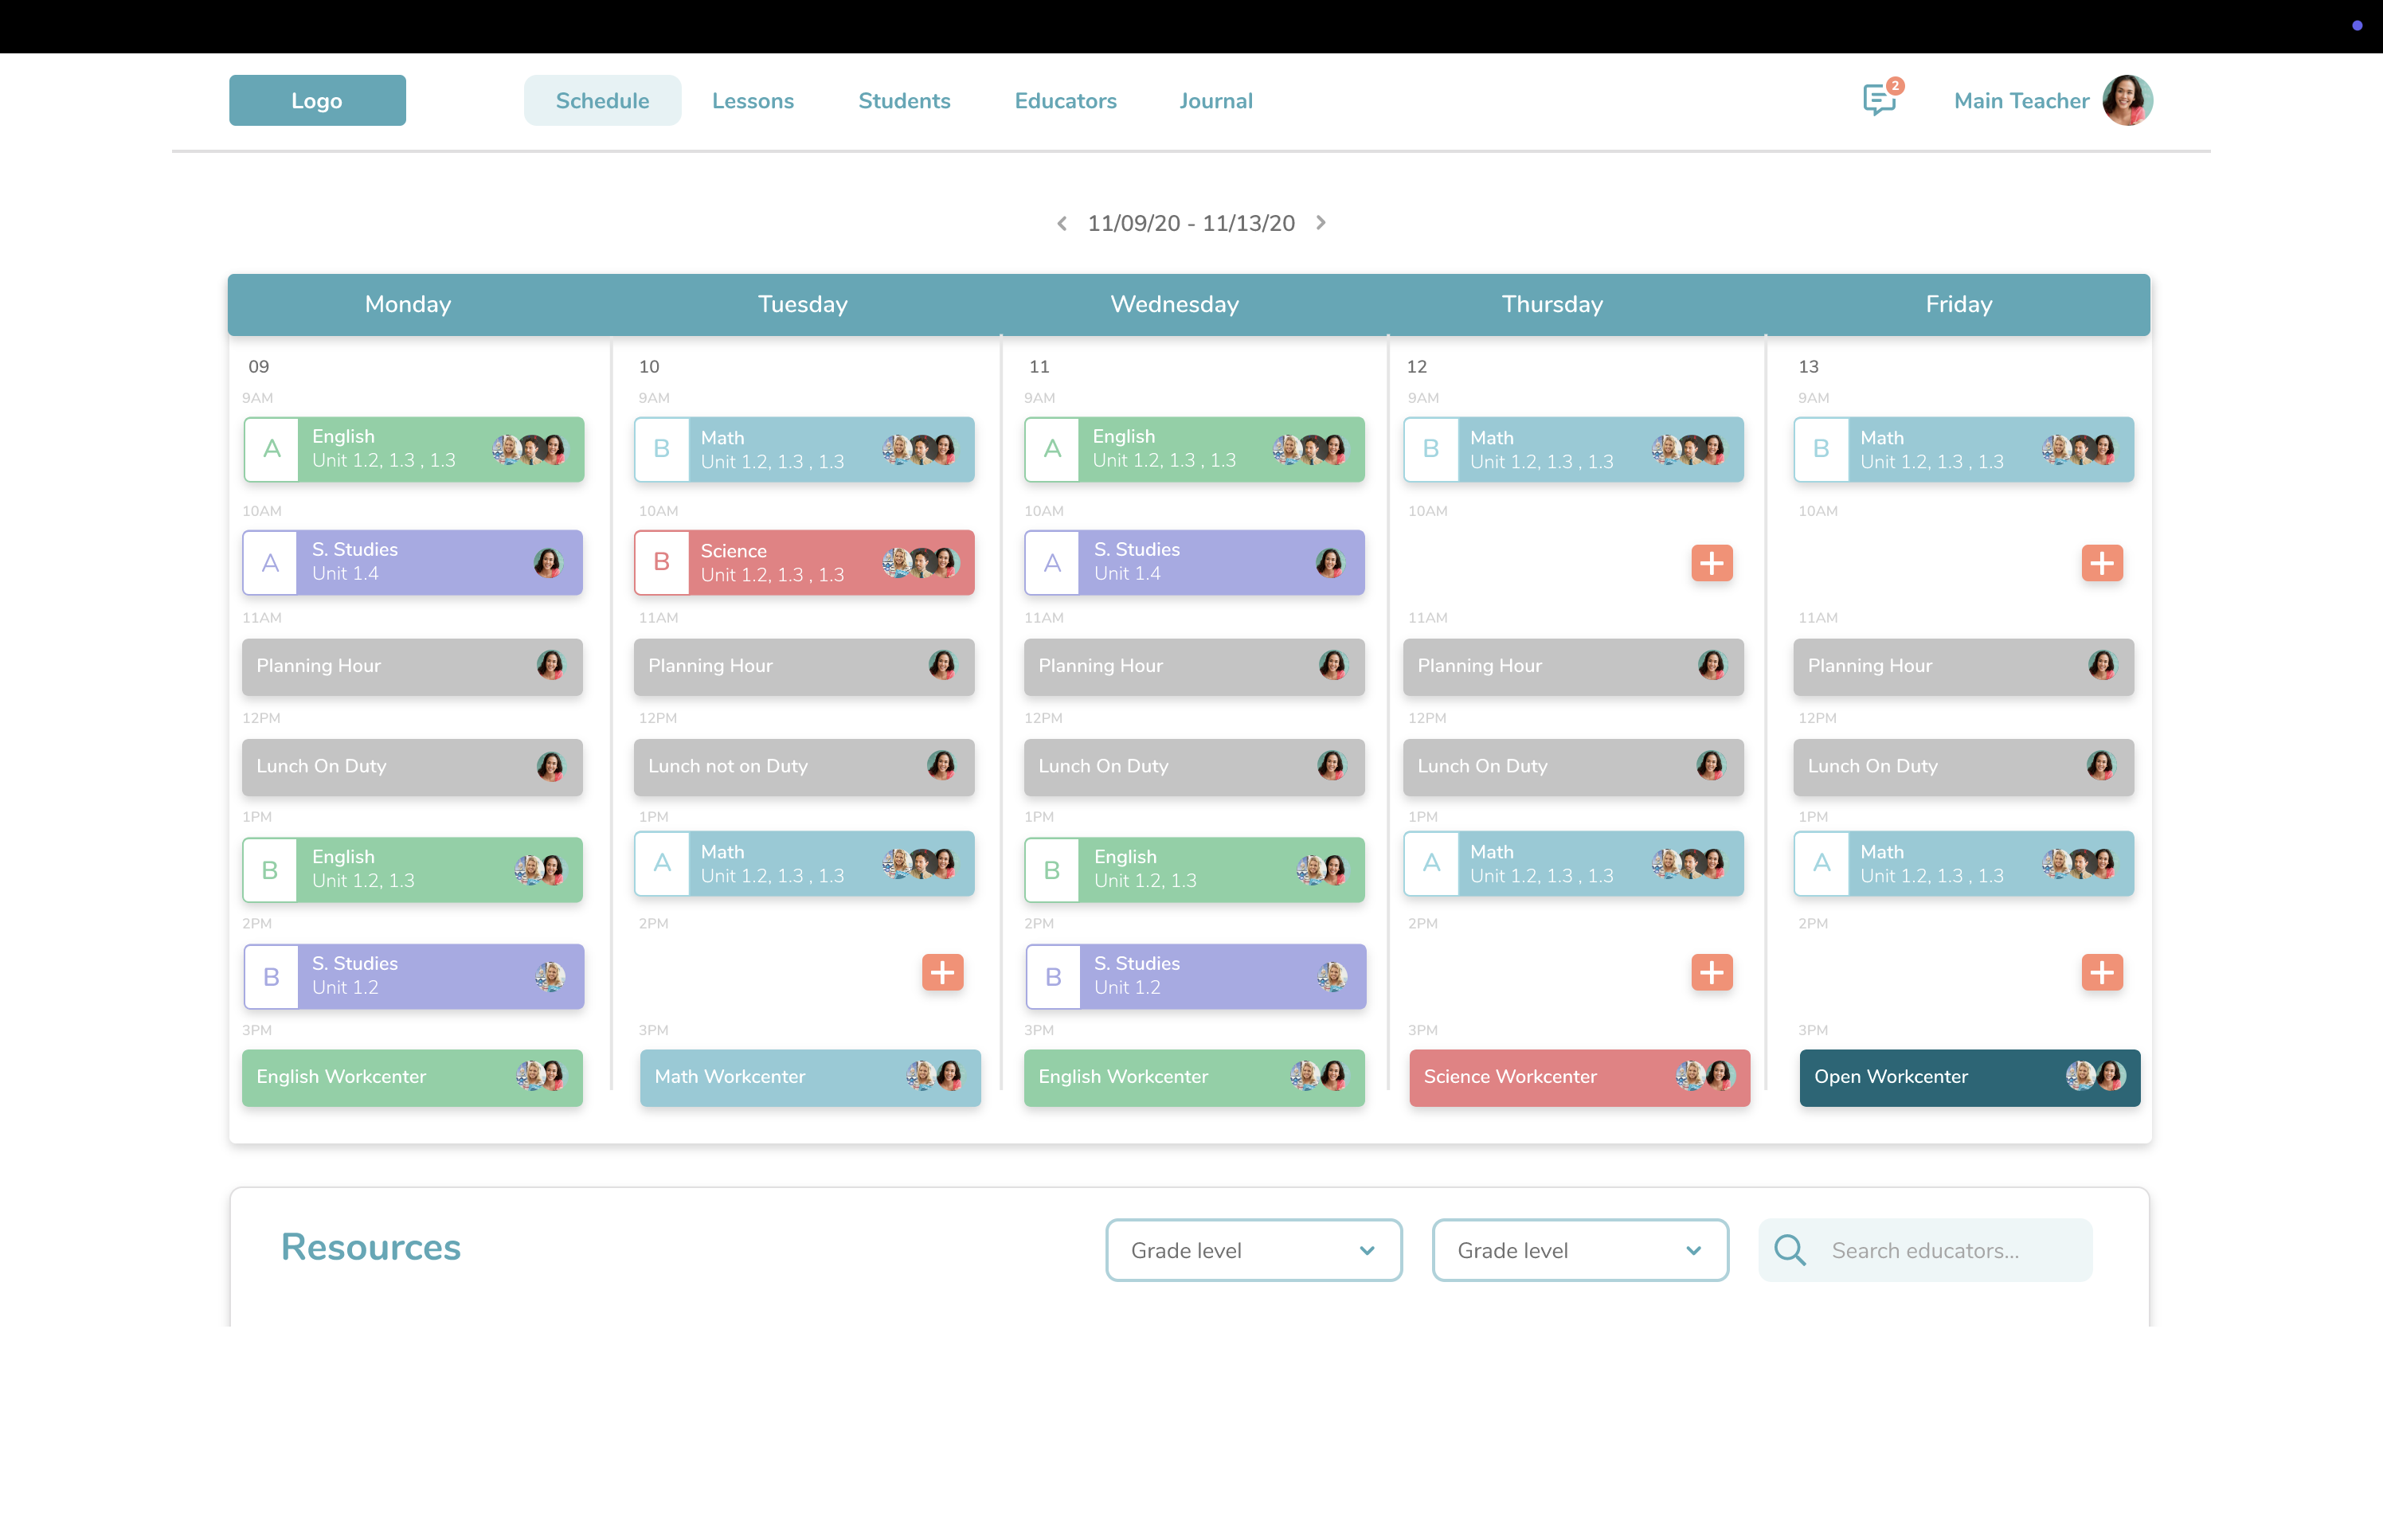 Logo
Schedule
Lessons
Students
Educators
Journal
2
Main Teacher
11/09/20 - 11/13/20
Monday
Tuesday
Wednesday
Thursday
Friday
09
9AM
A
English
Unit 1.2, 1.3 , 1.3
10AM
A
S. Studies
Unit 1.4
11AM
Planning Hour
12PM
Lunch On Duty
1PM
B
English
Unit 1.2, 1.3
2PM
B
S. Studies
Unit 1.2
3PM
English Workcenter
10
9AM
B
Math
Unit 1.2, 1.3 , 1.3
10AM
B
Science
Unit 1.2, 1.3 , 1.3
11AM
Planning Hour
12PM
Lunch not on Duty
1PM
A
Math
Unit 1.2, 1.3 , 1.3
2PM
3PM
Math Workcenter
11
9AM
A
English
Unit 1.2, 1.3 , 1.3
10AM
A
S. Studies
Unit 1.4
11AM
Planning Hour
12PM
Lunch On Duty
1PM
B
English
Unit 1.2, 1.3
2PM
B
S. Studies
Unit 1.2
3PM
English Workcenter
12
9AM
B
Math
Unit 1.2, 1.3 , 1.3
10AM
11AM
Planning Hour
12PM
Lunch On Duty
1PM
A
Math
Unit 1.2, 1.3 , 1.3
2PM
3PM
Science Workcenter
13
9AM
B
Math
Unit 1.2, 1.3 , 1.3
10AM
11AM
Planning Hour
12PM
Lunch On Duty
1PM
A
Math
Unit 1.2, 1.3 , 1.3
2PM
3PM
Open Workcenter
Resources
Grade level
Grade level
Search educators...